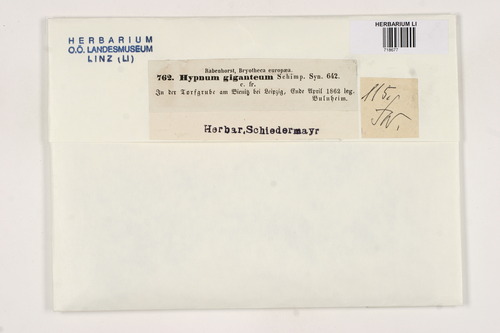 HERBARIUM
O.Ö. LANDESMUSEUM
LINZ (LI)
HERBARIUM LI
Rabenhorst, Bryotheca europaea.
762. Hypnum giganteum Schimp. Syn. 642.
c. fr.
In der Torfgrube am Bienitz bei Leipzig, Ende April 1862 leg.
Bulnheim.
Herbar. Schiedermayr